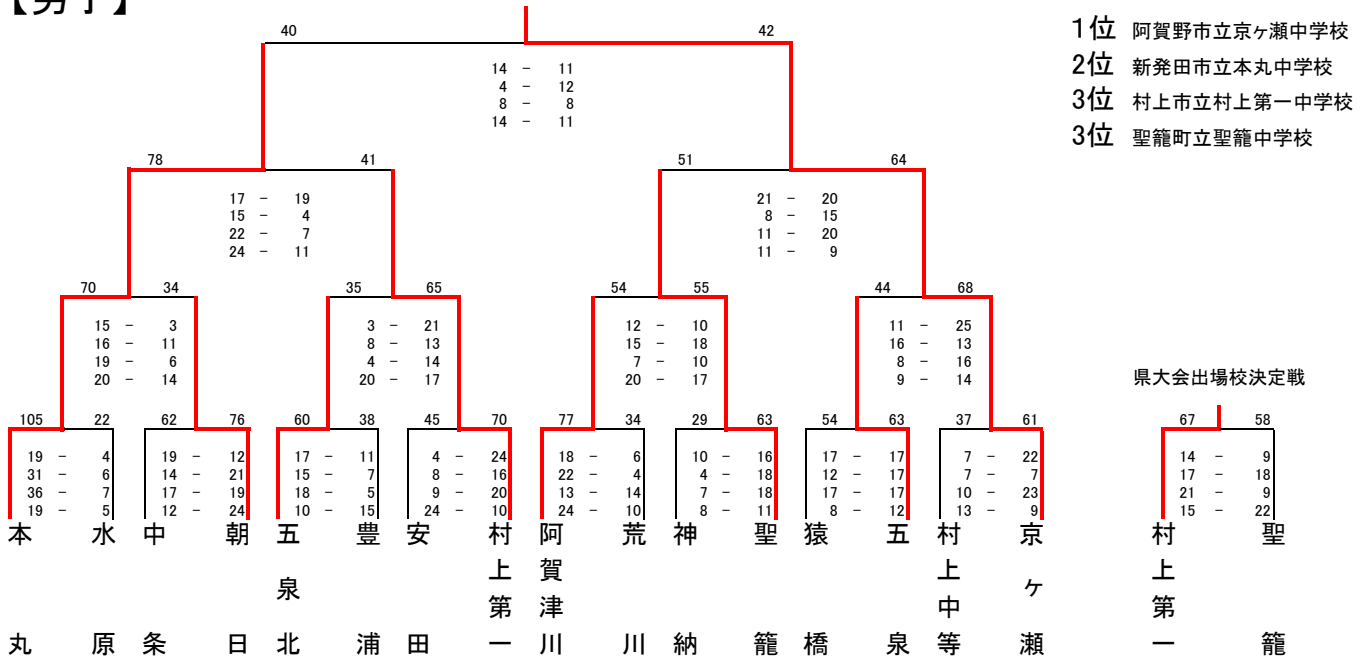 【男子】
40 42
14 － 11
4 － 12
8 － 8
14 － 11
1位 阿賀野市立京ヶ瀬中学校
2位 新発田市立本丸中学校
3位 村上市立村上第一中学校
3位 聖籠町立聖籠中学校
78 41 51 64
17 － 19 21 － 20
15 － 4 8 － 15
22 － 7 11 － 20
24 － 11 11 － 9
70 34 35 65 54 55 44 68
15 － 3 3 － 21 12 － 10 11 － 25
16 － 11 8 － 13 15 － 18 16 － 13
19 － 6 4 － 14 7 － 10 8 － 16
20 － 14 20 － 17 20 － 17 9 － 14
県大会出場校決定戦
105 22 62 76 60 38 45 70 77 34 29 63 54 63 37 61 67 58
19 － 4 19 － 12 17 － 11 4 － 24 18 － 6 10 － 16 17 － 17 7 － 22 14 － 9
31 － 6 14 － 21 15 － 7 8 － 16 22 － 4 4 － 18 12 － 17 7 － 7 17 － 18
36 － 7 17 － 19 18 － 5 9 － 20 13 － 14 7 － 18 17 － 17 10 － 23 21 － 9
19 － 5 12 － 24 10 － 15 24 － 10 24 － 10 8 － 11 8 － 12 13 － 9 15 － 22
本丸
水原
中条
朝日
五泉北
豊浦
安田
村上第一
阿賀津川
荒川
神納
聖籠
猿橋
五泉
村上中等
京ヶ瀬
村上第一
聖籠